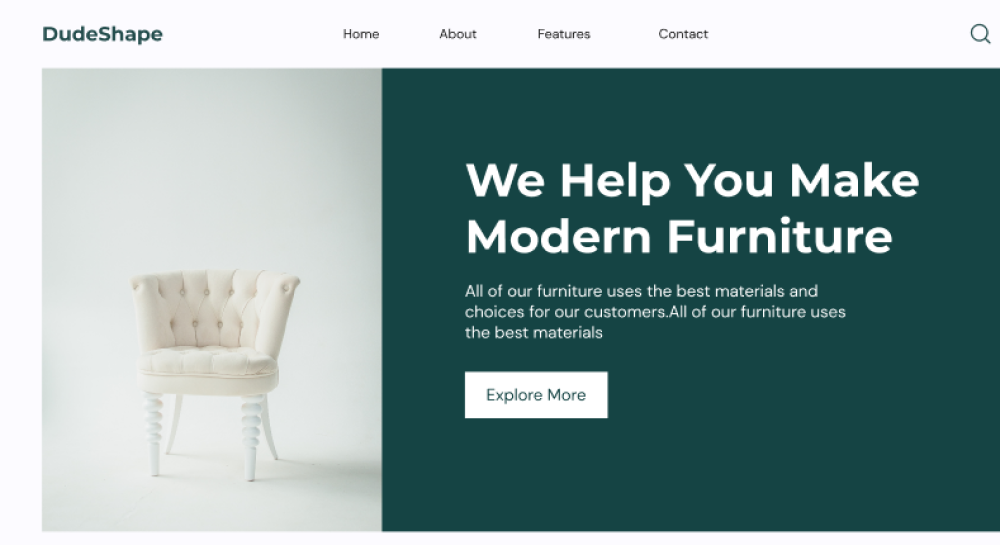 DudeShape
Home
About
Features
Contact
We Help You Make
Modern Furniture
All of our furniture uses the best materials and
choices for our customers.All of our furniture uses
the best materials
Explore More